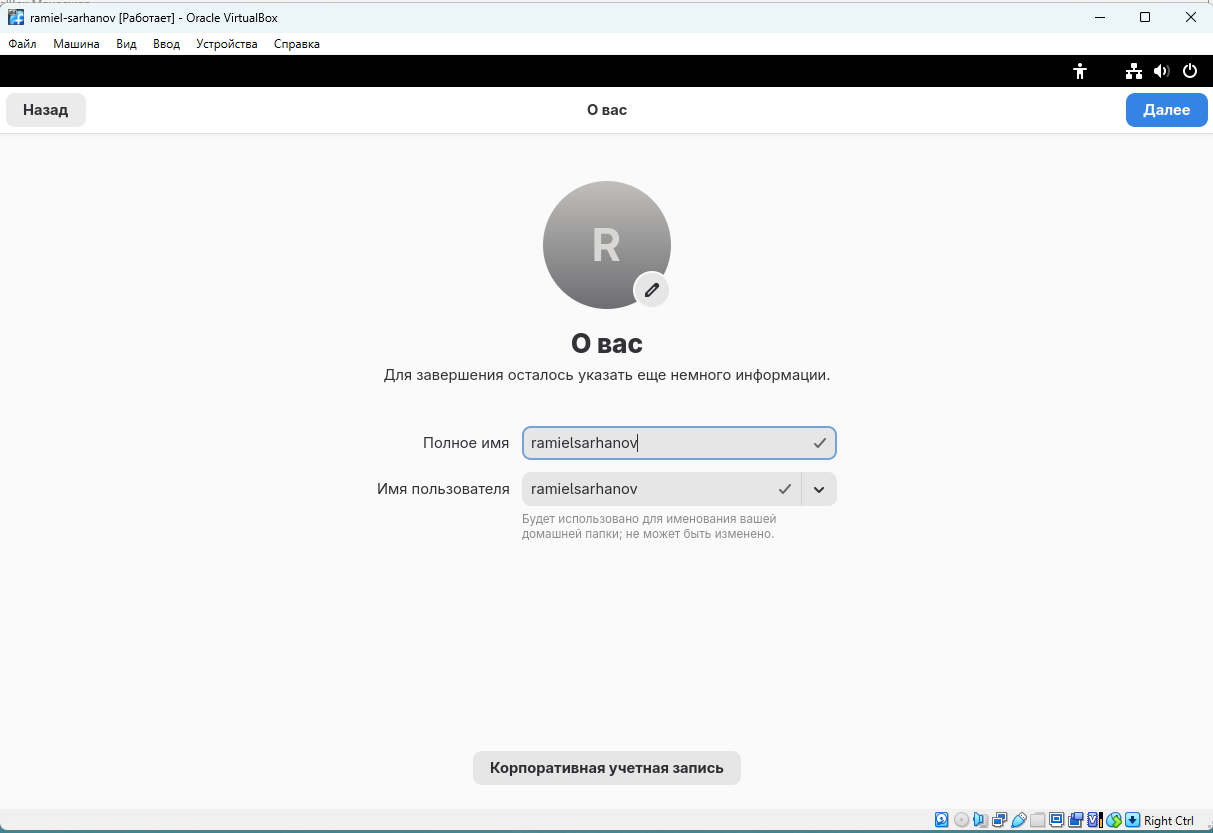 ramiel-sarhanov [Работает] - Oracle VirtualBox
Файл Машина Вид Ввод Устройства Справка
Назад О вас Далее
R
О вас
Для завершения осталось указать еще немного информации.
Полное имя ramielsarhanov
Имя пользователя ramielsarhanov
Будет использовано для именования вашей
домашней папки; не может быть изменено.
Корпоративная учетная запись
Right Ctrl